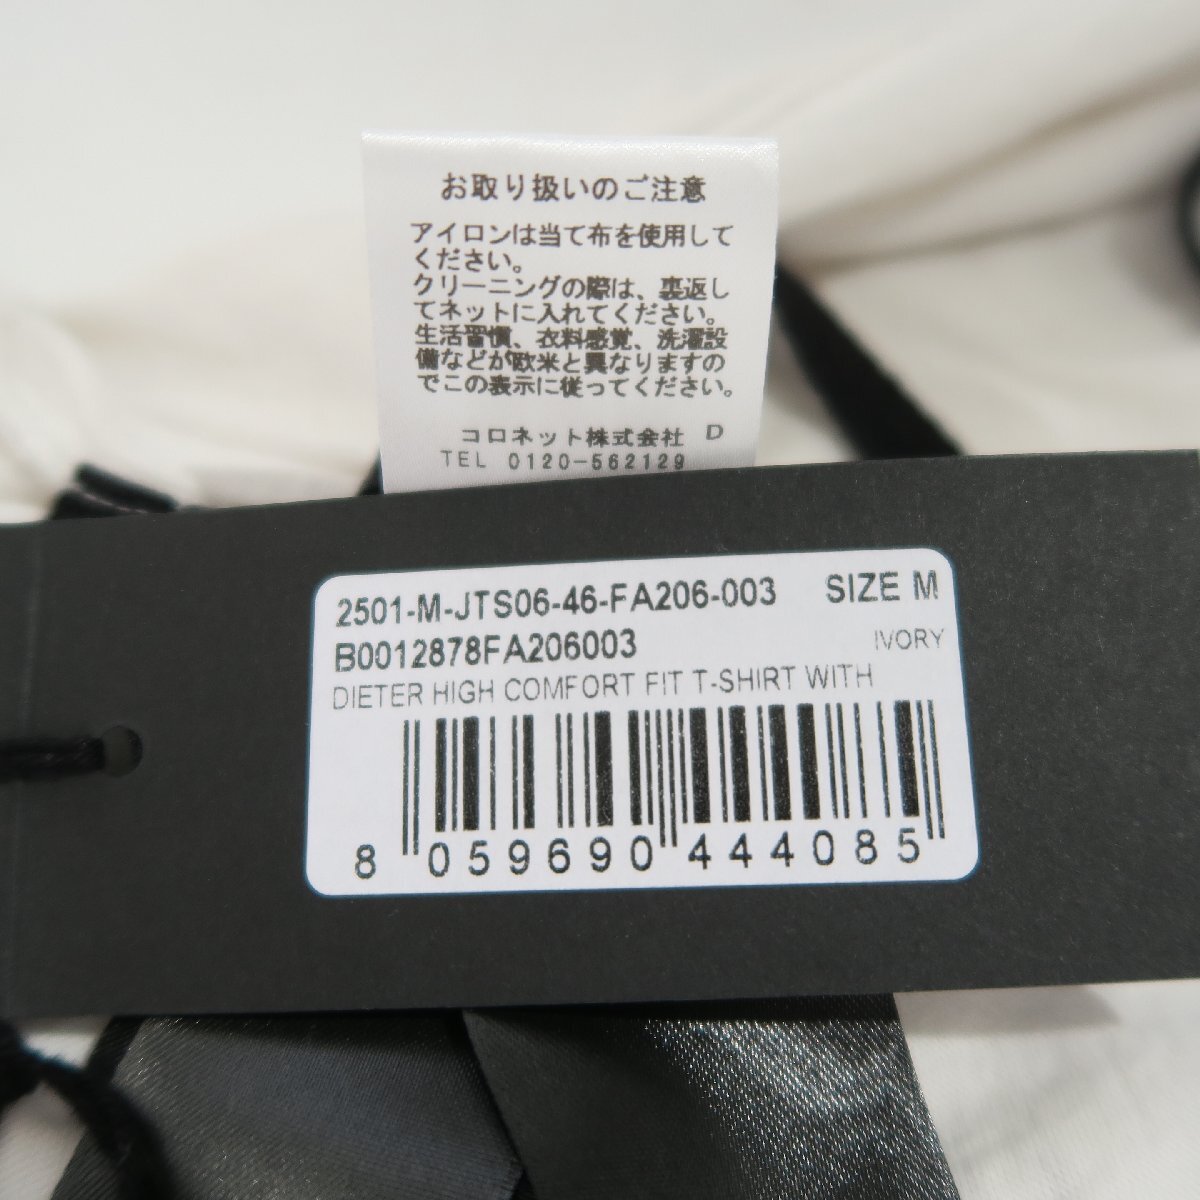 お取り扱いのご注意
アイロンは当て布を使用して
ください。
クリーニングの際は、裏返し
てネットに入れてください。
生活習慣、衣料感覚、洗濯設
備などが欧米と異なりますの
でこの表示に従ってください。
コロネット株式会社 D
TEL 0120-562129
2501-M-JTS06-46-FA206-003 SIZE M
B0012878FA206003 IVORY
DIETER HIGH COMFORT FIT T-SHIRT WITH
8 059690 444085